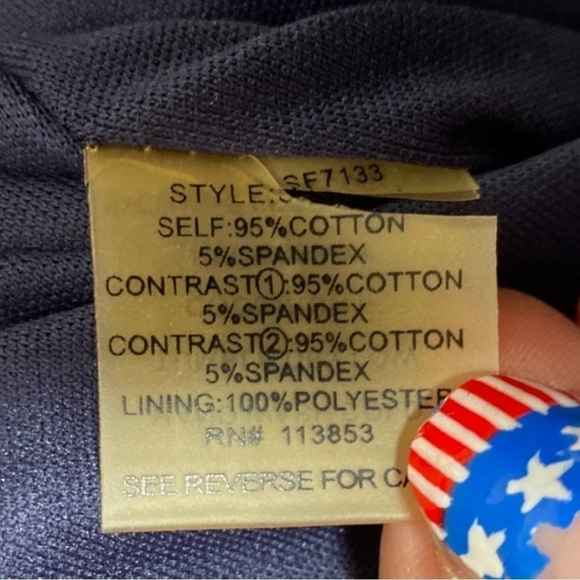 STYLE:SF7133
SELF:95%COTTON
5%SPANDEX
CONTRAST①:95%COTTON
5%SPANDEX
CONTRAST②:95%COTTON
5%SPANDEX
LINING:100%POLYESTER
RN# 113853
SEE REVERSE FOR